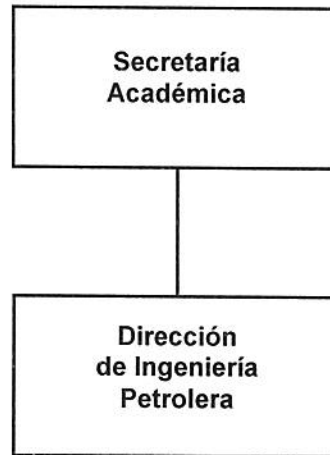 Secretaría
Académica
Dirección
de Ingeniería
Petrolera